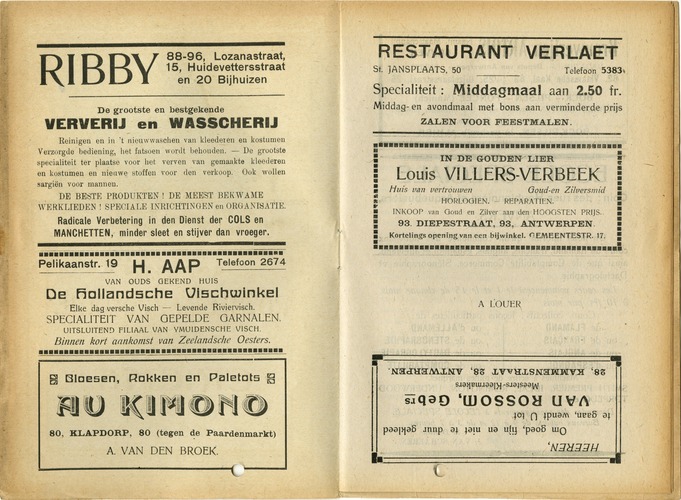 RIBBY
88-96, Lozanastraat,
15, Huidevettersstraat
en 20 Bijhuizen
De grootste en bestgekende
VERVERIJ en WASSCHERIJ
Reinigen en in 't nieuwwaschen van kleederen en kostumen
Verzorgde bediening, het fatsoen wordt behouden. — De grootste
specialiteit ter plaatse voor het verven van gemaakte kleederen
en kostumen en nieuwe stoffen voor den verkoop. Ook wollen
sargiën voor mannen.
DE BESTE PRODUKTEN! DE MEEST BEKWAME
WERKLIEDEN! SPECIALE INRICHTINGEN en ORGANISATIE.
Radicale Verbetering in den Dienst der COLS en
MANCHETTEN, minder sleet en stijver dan vroeger.
Pelikaanstr. 19 H. AAP Telefoon 2674
VAN OUDS GEKEND HUIS
De Hollandsche Vischwinkel
Elke dag versche Visch — Levende Riviervisch.
SPECIALITEIT VAN GEPELDE GARNALEN.
UITSLUITEND FILIAAL VAN YMUIDENSCHE VISCH.
Binnen kort aankomst van Zeelandsche Oesters.
Bloesen, Rokken en Paletots
AU KIMONO
80, KLAPDORP, 80 (tegen de Paardenmarkt)
A. VAN DEN BROEK.
RESTAURANT VERLAET
St. JANSPLAATS, 50 Telefoon 5383
Specialiteit : Middagmaal aan 2.50 fr.
Middag- en avondmaal met bons aan verminderde prijs
ZALEN VOOR FEESTMALEN.
IN DE GOUDEN LIER
Louis VILLERS-VERBEEK
Huis van vertrouwen Goud-en Zilversmid
HORLOGIEN. REPARATIEN.
INKOOP van Goud en Zilver aan den HOOGSTEN PRIJS.
93. DIEPESTRAAT, 93, ANTWERPEN.
Kortelings opening van een bijwinkel. GEMEENTESTR. 17.
A LOUER
HEEREN,
Om goed, fijn en niet te duur gekleed
te gaan, wendt U tot
VAN ROSSOM, Gebrs
Meesters-Kleermakers
28, KAMMENSTRAAT 28, ANTWERPEN.